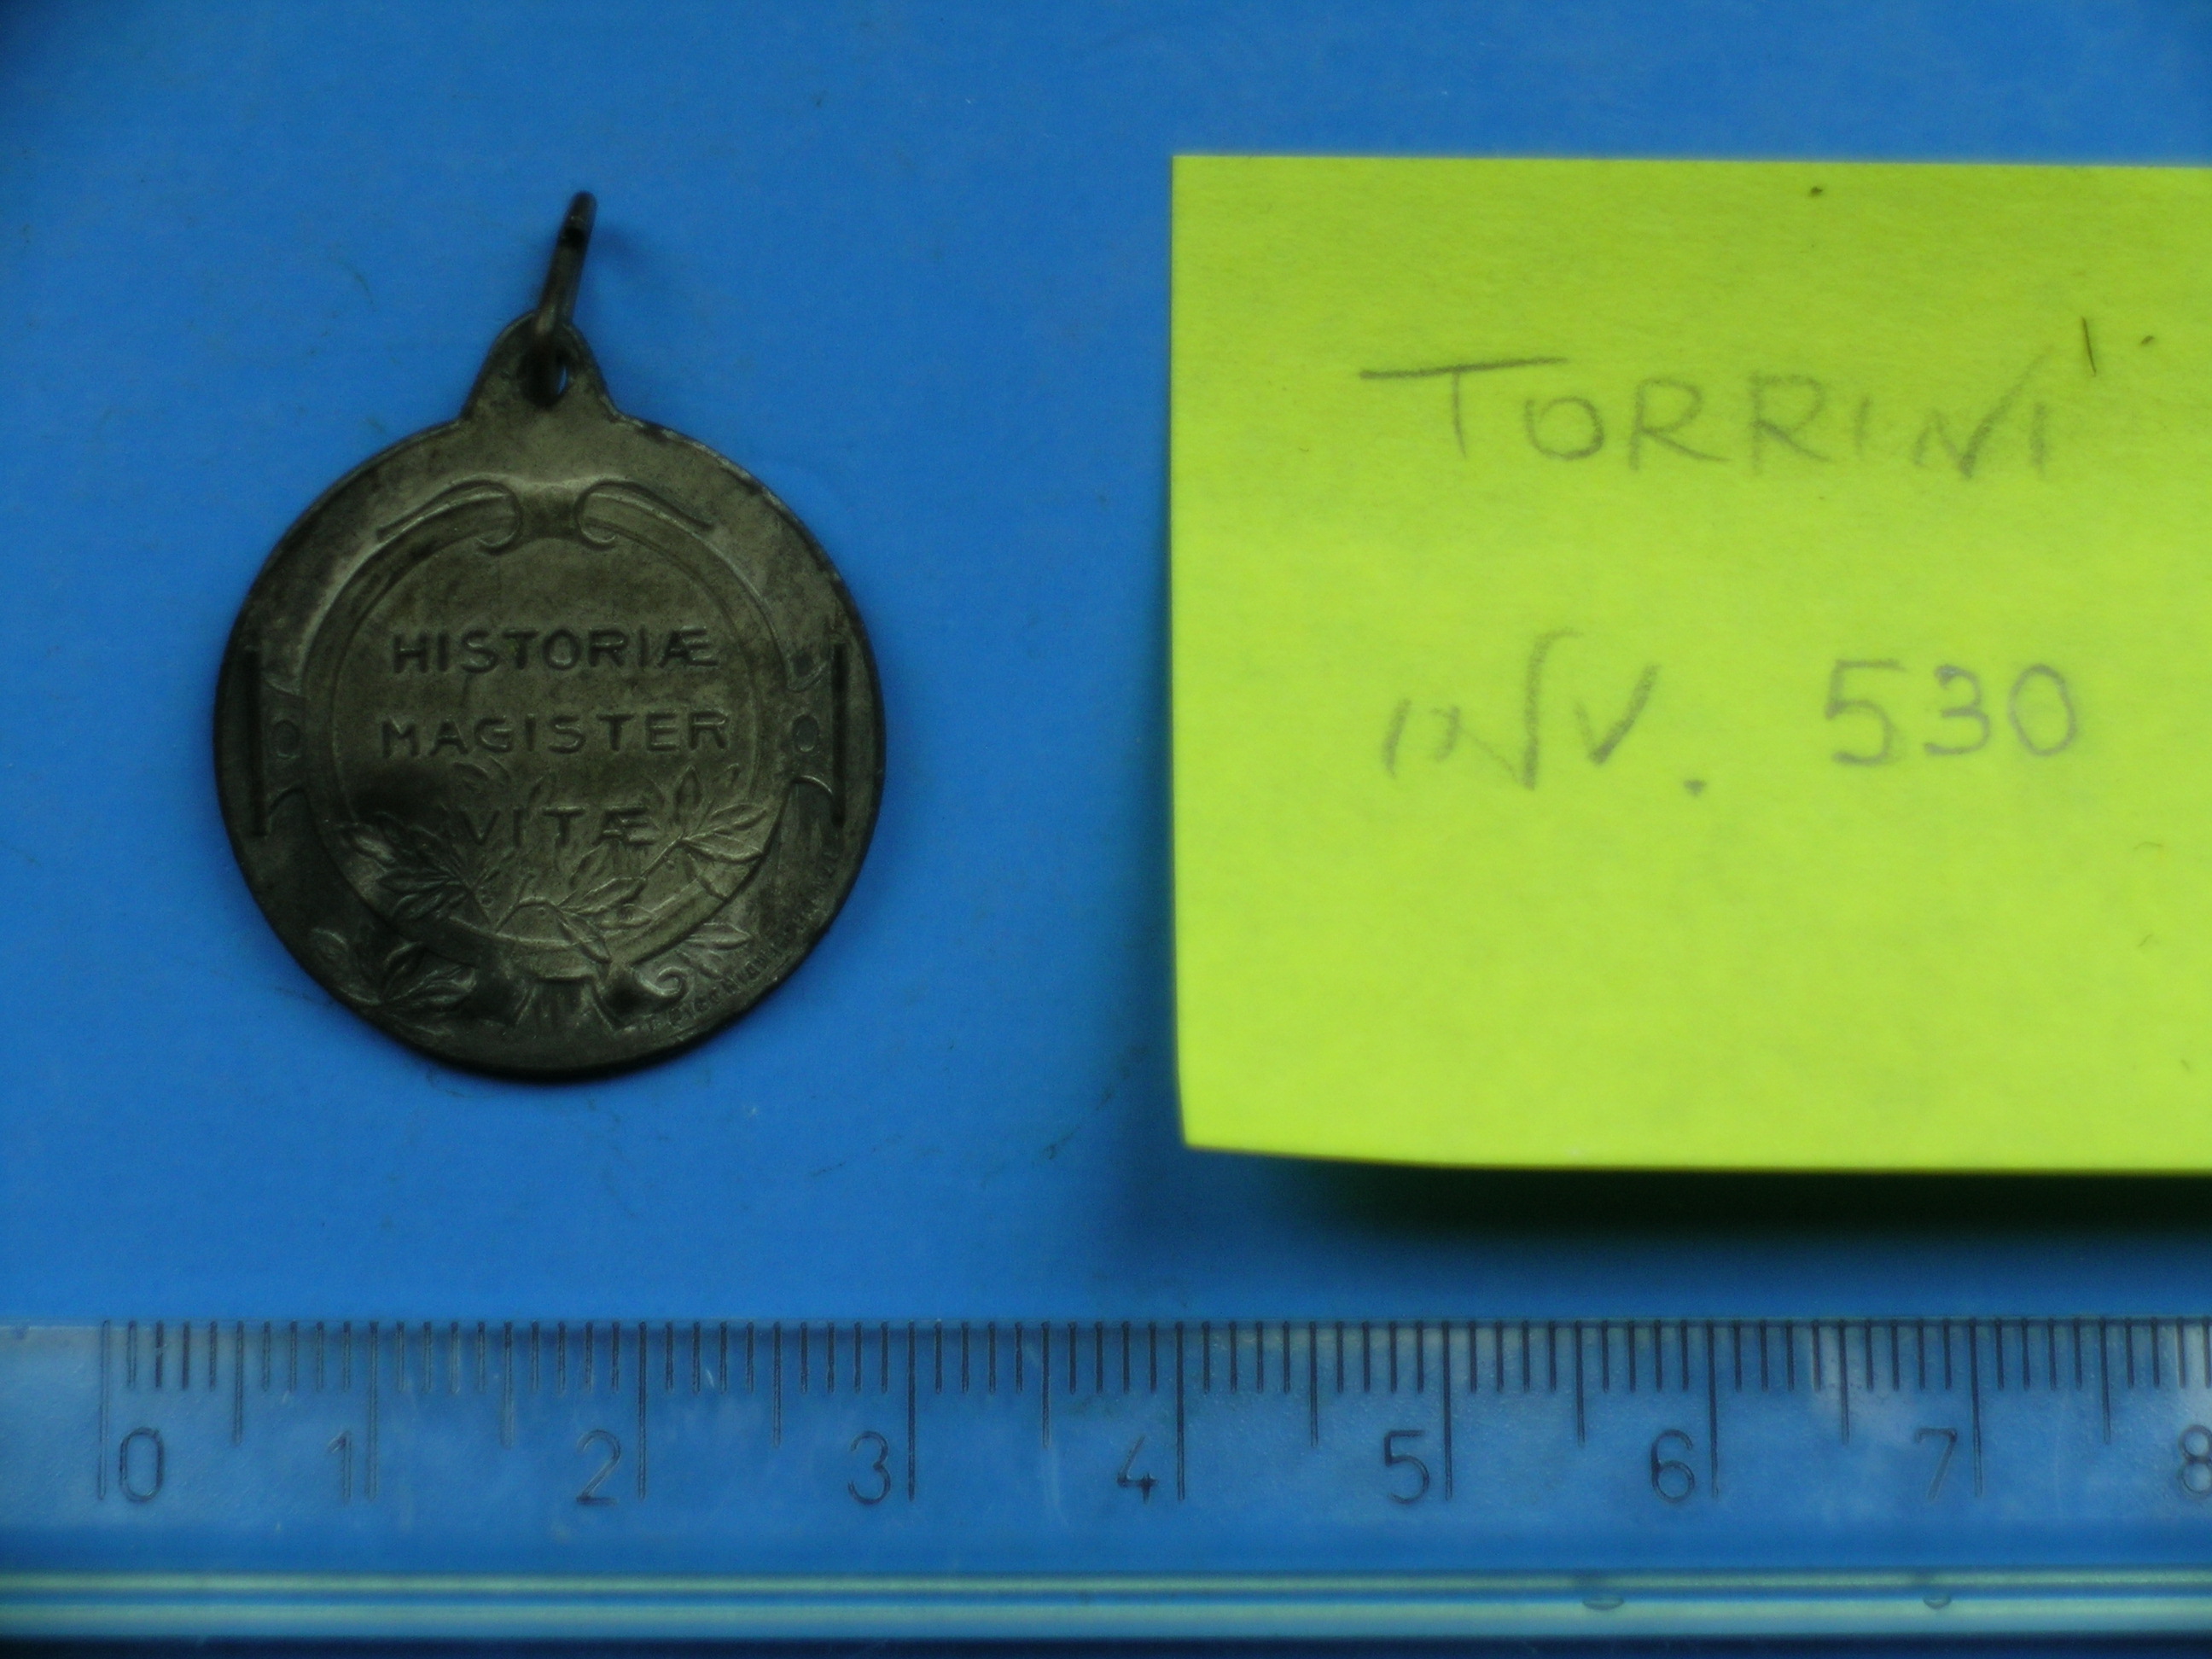 HISTORIÆ
MAGISTER
VITÆ
TORRINI
INV. 530
0 1 2 3 4 5 6 7 8